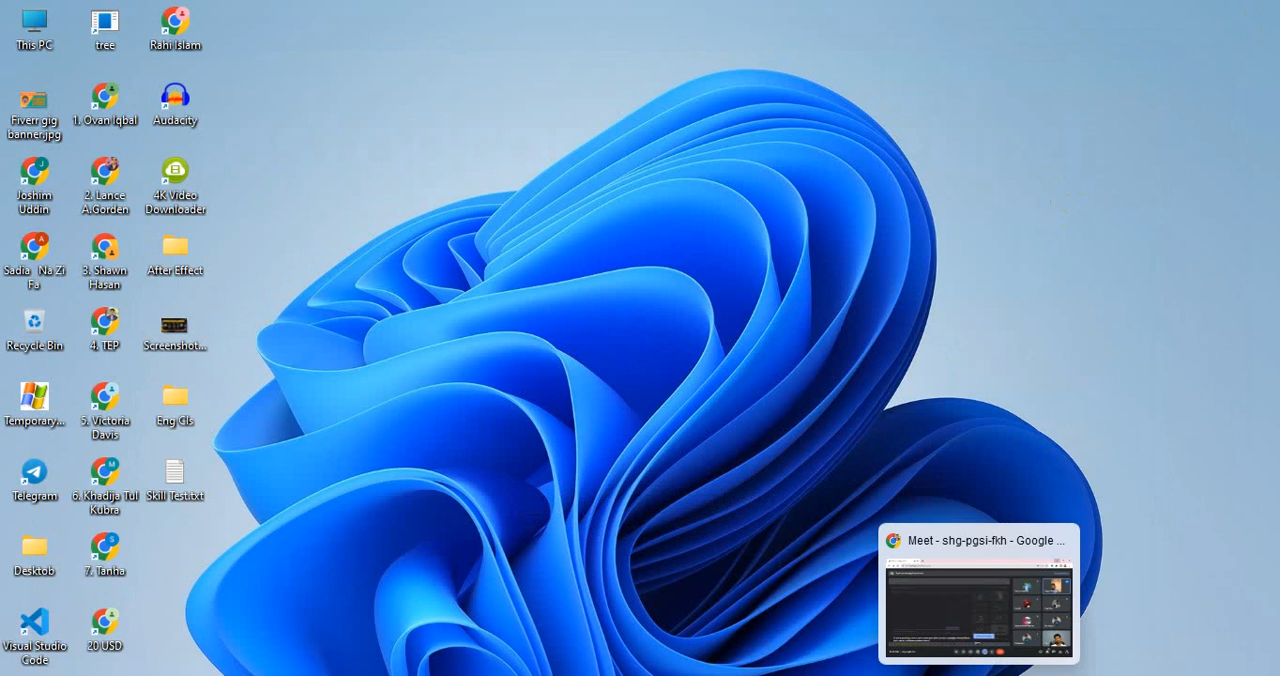 This PC
tree
Rahi Islam
Fiverr gig
banner.jpg
1. Ovan Iqbal
Audacity
Joshim
Uddin
2. Lance
A.Gorden
4K Video
Downloader
Sadia Na Zi
Fa
3. Shawn
Hasan
After Effect
Recycle Bin
4. TEP
Screenshot...
Temporary...
5. Victoria
Davis
Eng Cls
Telegram
6. Khadija Tul
Kubra
Skill Test.txt
Desktob
7. Tanha
Visual Studio
Code
20 USD
Meet - shg-pgsi-fkh - Google ...